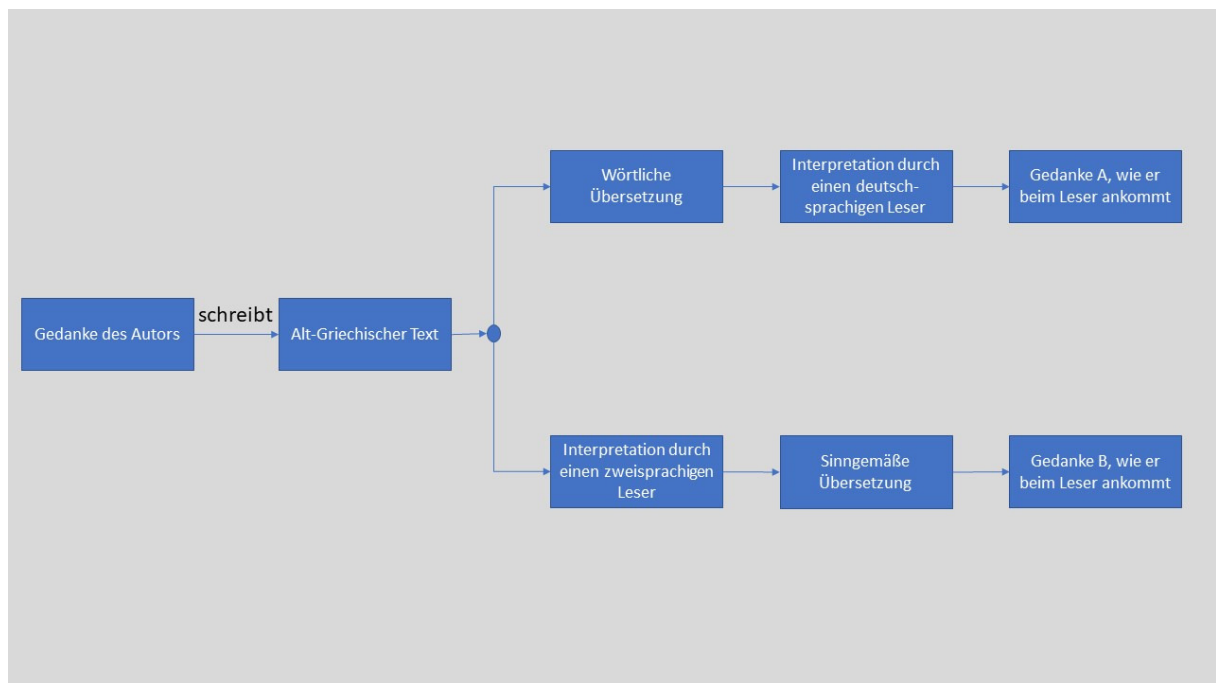 Wörtliche
Übersetzung
Interpretation durch
einen deutsch-
sprachigen Leser
Gedanke A, wie er
beim Leser ankommt
Gedanke des Autors
schreibt
Alt-Griechischer Text
Interpretation durch
einen zweisprachigen
Leser
Sinngemäße
Übersetzung
Gedanke B, wie er
beim Leser ankommt